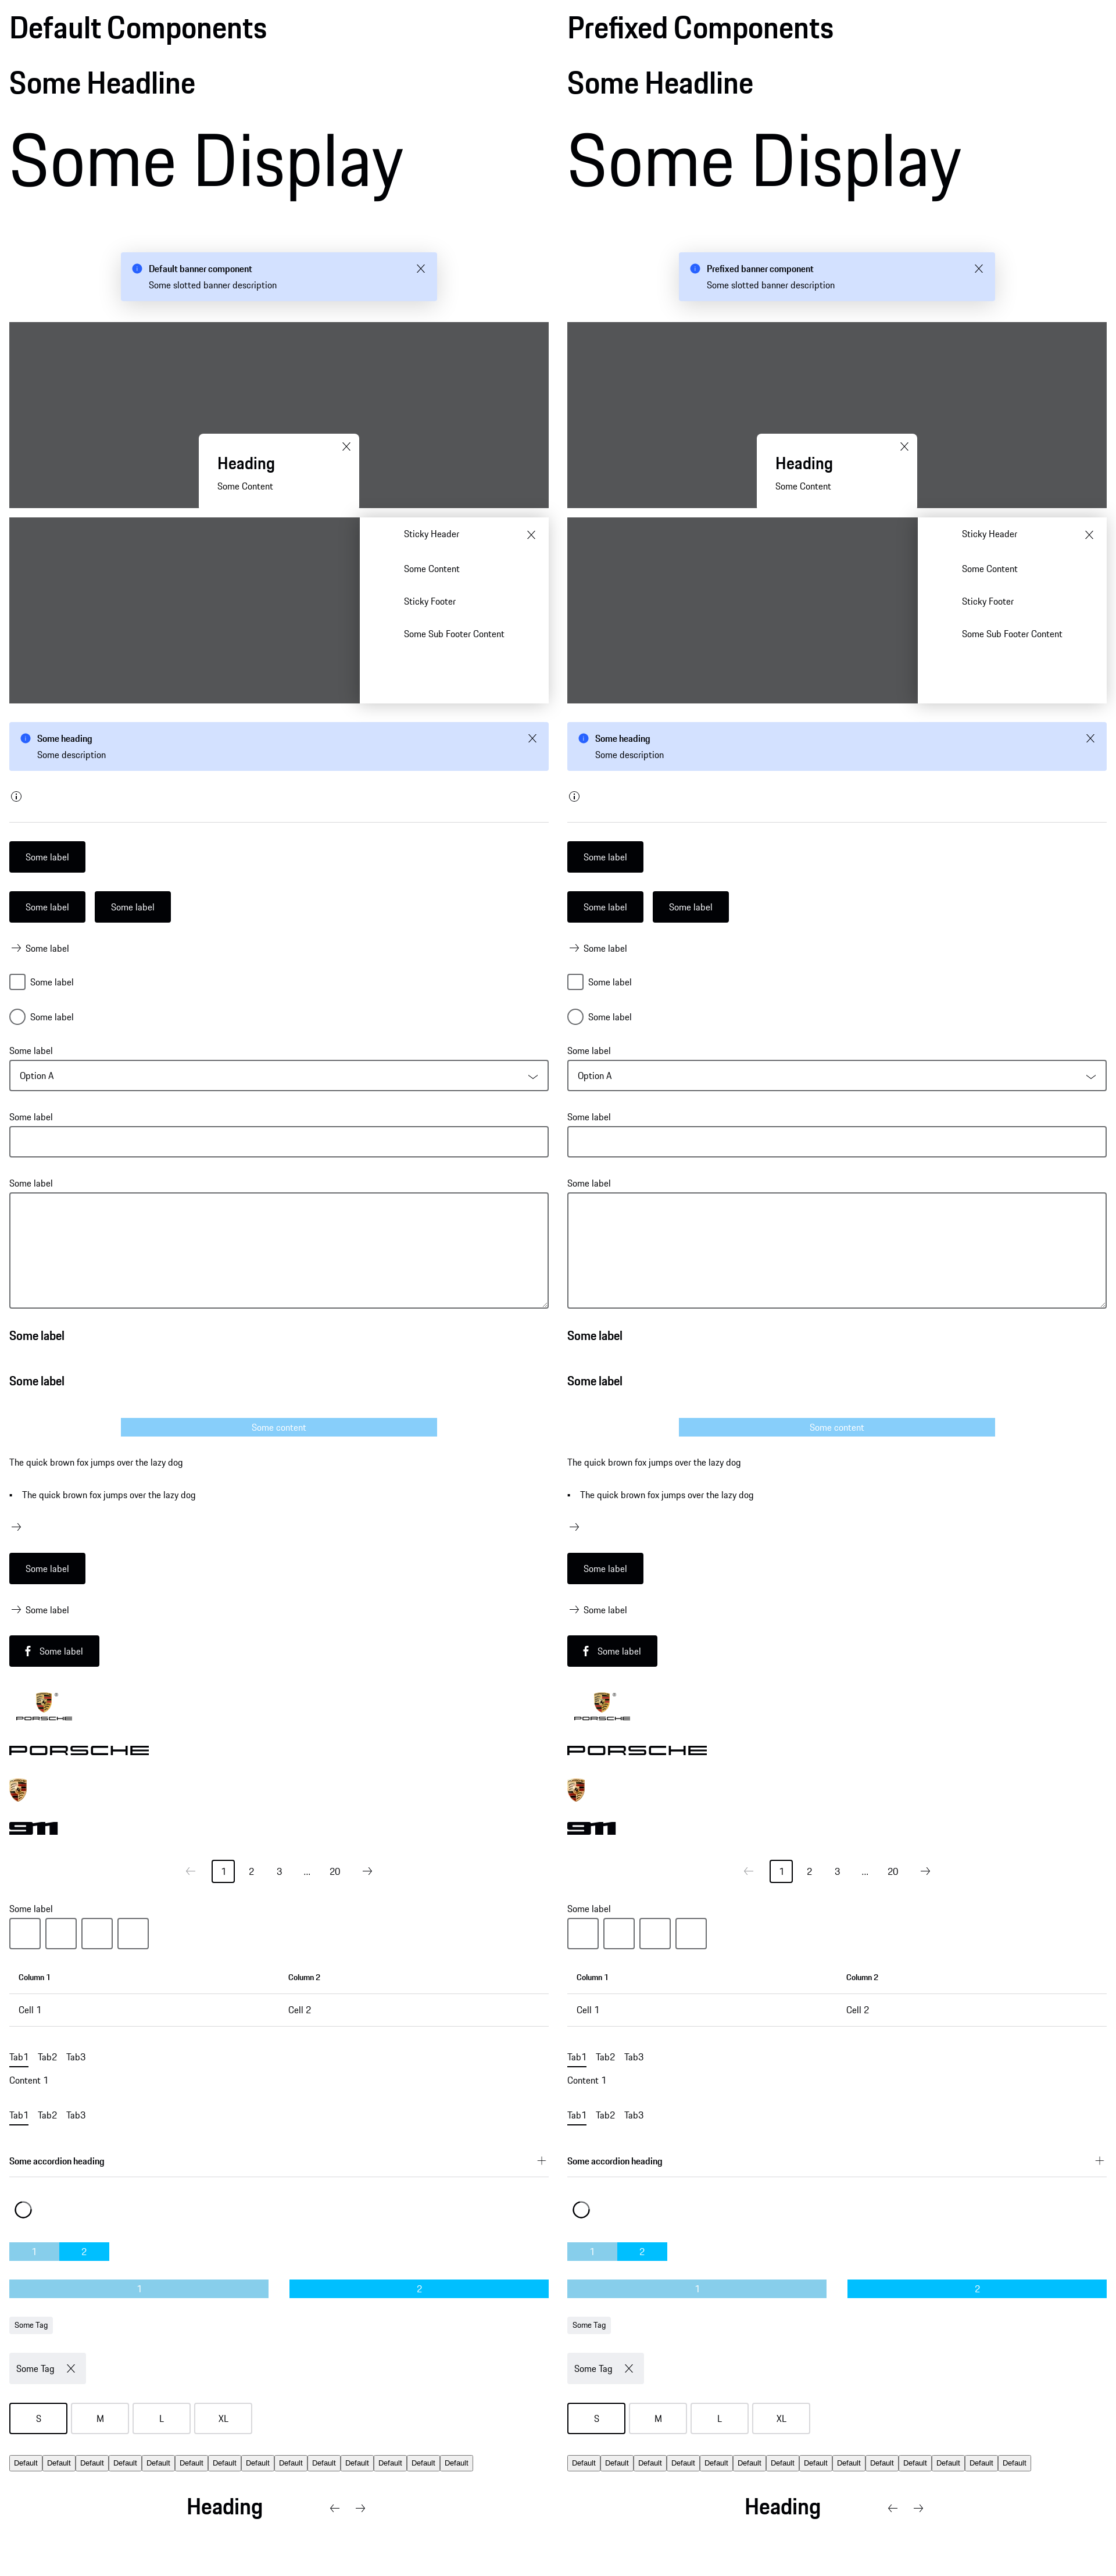 Default Components
Some Headline
Some Display
Default banner component
Some slotted banner description
Heading
Some Content
Sticky Header
Some Content
Sticky Footer
Some Sub Footer Content
Some heading
Some description
Some label
Some label Some label
Some label
Some label
Some label
Some label
Option A
Some label
Some label
Some label
Some label
Some content
The quick brown fox jumps over the lazy dog
• The quick brown fox jumps over the lazy dog
Some label
Some label
Some label
PORSCHE
PORSCHE
911
1 2 3 ... 20
Some label
Column 1 Column 2
Cell 1 Cell 2
Tab1 Tab2 Tab3
Content 1
Tab1 Tab2 Tab3
Some accordion heading
1 2
1 2
Some Tag
Some Tag
S M L XL
Default Default Default Default Default Default Default Default Default Default Default Default Default Default
Heading
Prefixed Components
Some Headline
Some Display
Prefixed banner component
Some slotted banner description
Heading
Some Content
Sticky Header
Some Content
Sticky Footer
Some Sub Footer Content
Some heading
Some description
Some label
Some label Some label
Some label
Some label
Some label
Some label
Option A
Some label
Some label
Some label
Some label
Some content
The quick brown fox jumps over the lazy dog
• The quick brown fox jumps over the lazy dog
Some label
Some label
Some label
PORSCHE
PORSCHE
911
1 2 3 ... 20
Some label
Column 1 Column 2
Cell 1 Cell 2
Tab1 Tab2 Tab3
Content 1
Tab1 Tab2 Tab3
Some accordion heading
1 2
1 2
Some Tag
Some Tag
S M L XL
Default Default Default Default Default Default Default Default Default Default Default Default Default Default
Heading